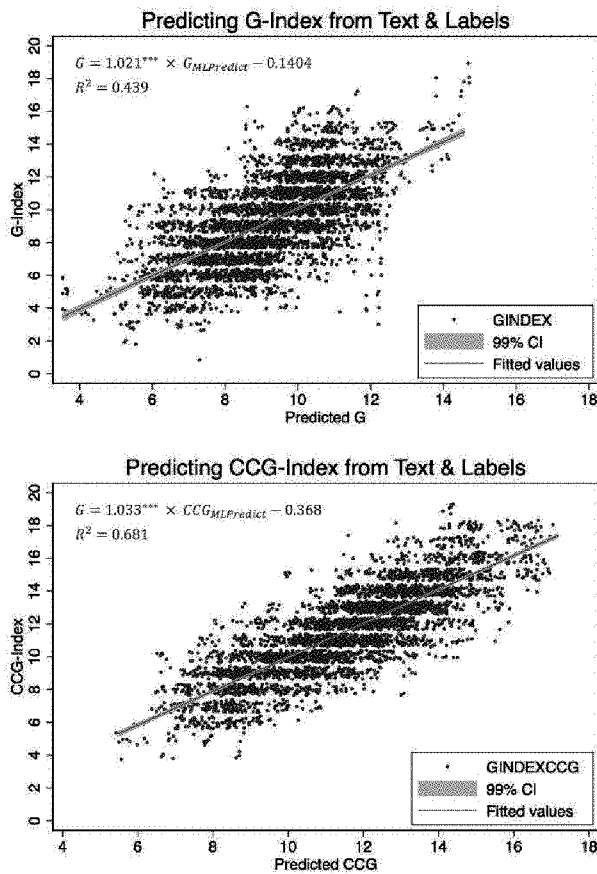 Predicting G-Index from Text & Labels
G = 1.021*** × G_MLPredict − 0.1404
R² = 0.439
G-Index
0 2 4 6 8 10 12 14 16 18 20
GINDEX
99% CI
Fitted values
4 6 8 10 12 14 16 18
Predicted G
Predicting CCG-Index from Text & Labels
G = 1.033*** × CCG_MLPredict − 0.368
R² = 0.681
CCG-Index
0 2 4 6 8 10 12 14 16 18 20
GINDEXCCG
99% CI
Fitted values
4 6 8 10 12 14 16 18
Predicted CCG